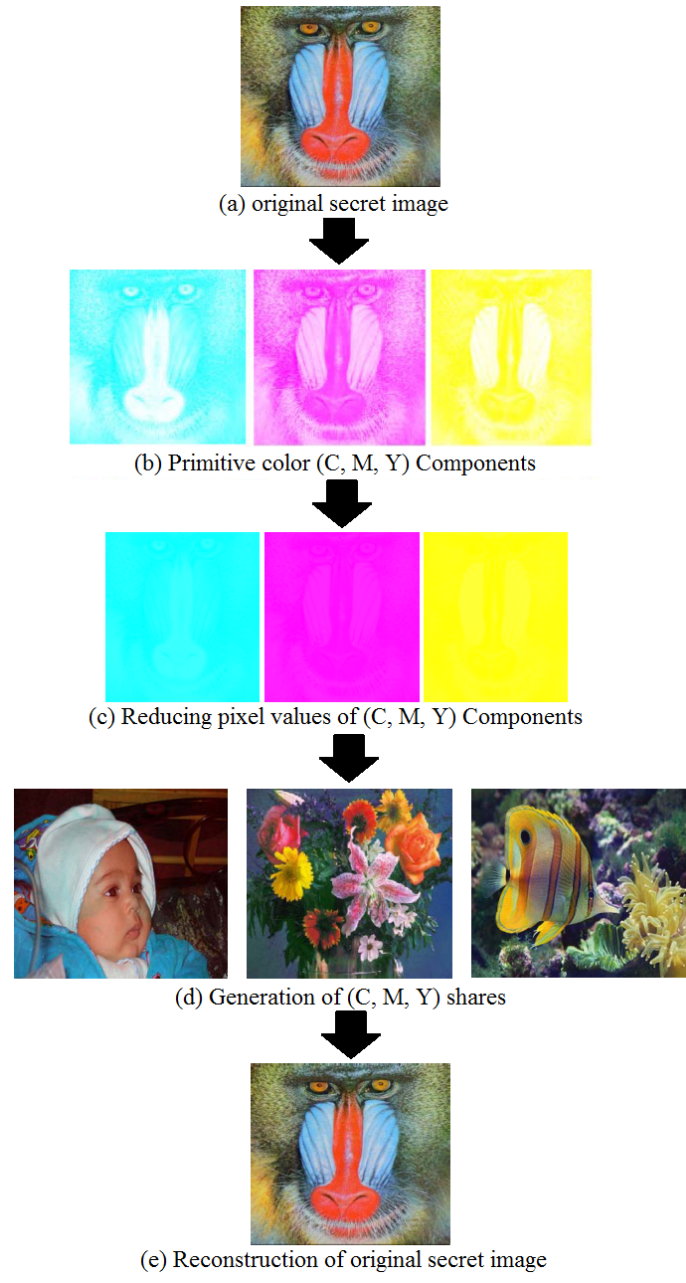 (a) original secret image
(b) Primitive color (C, M, Y) Components
(c) Reducing pixel values of (C, M, Y) Components
(d) Generation of (C, M, Y) shares
(e) Reconstruction of original secret image